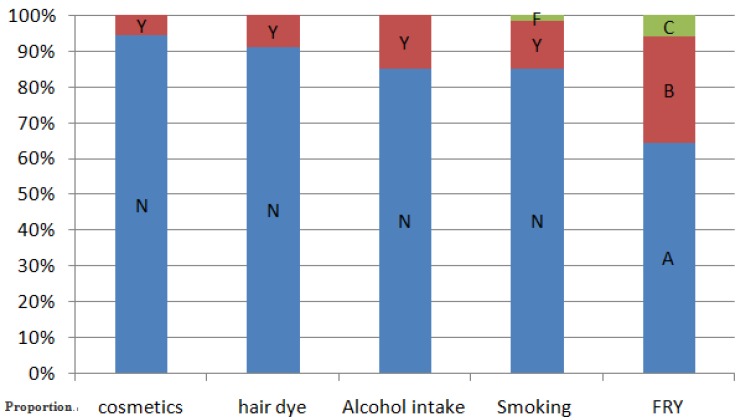 100%
90%
80%
70%
60%
50%
40%
30%
20%
10%
0%
Y
Y
Y
F
Y
C
B
N
N
N
N
A
Proportion.
cosmetics
hair dye
Alcohol intake
Smoking
FRY